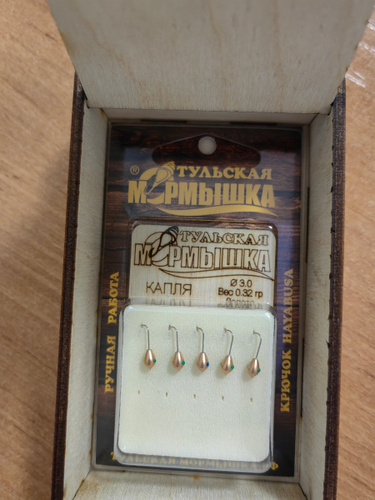 ®
ТУЛЬСКАЯ
МОРМЫШКА
ТУЛЬСКАЯ
МОРМЫШКА
КАПЛЯ
Ø 3.0
Вес 0.32 гр
РУЧНАЯ РАБОТА
КРЮЧОК HAYABUSA